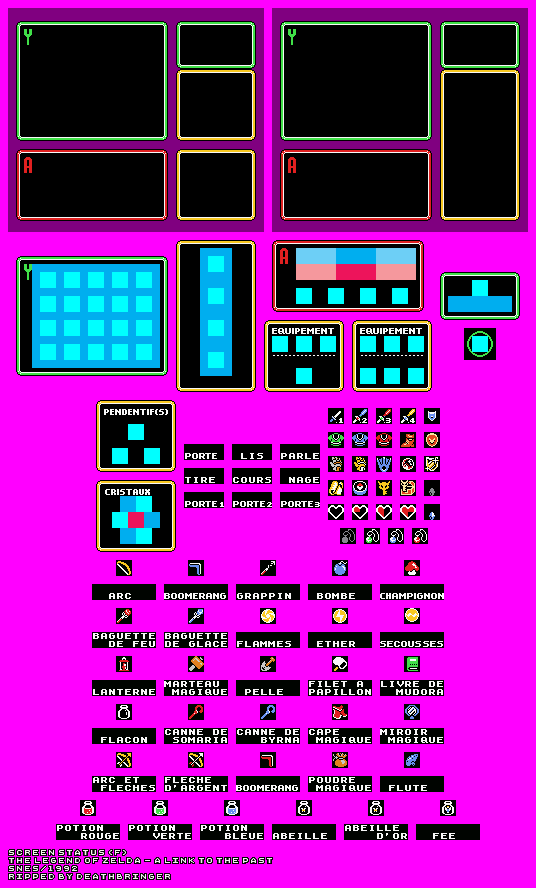 Y
Y
A
A
Y
A
EQUIPEMENT
EQUIPEMENT
PENDENTIF(S)
CRISTAUX
PORTE LIS PARLE
TIRE COURS NAGE
PORTE1 PORTE2 PORTE3
1 2 3 4
ARC BOOMERANG GRAPPIN BOMBE CHAMPIGNON
BAGUETTE DE FEU
BAGUETTE DE GLACE
FLAMMES ETHER SECOUSSES
LANTERNE
MARTEAU MAGIQUE
PELLE
FILET A PAPILLON
LIVRE DE MUDORA
FLACON
CANNE DE SOMARIA
CANNE DE BYRNA
CAPE MAGIQUE
MIROIR MAGIQUE
ARC ET FLECHES
FLECHE D'ARGENT
BOOMERANG
POUDRE MAGIQUE
FLUTE
POTION ROUGE
POTION VERTE
POTION BLEUE
ABEILLE
ABEILLE D'OR
FEE
SCREEN STATUS (F)
THE LEGEND OF ZELDA - A LINK TO THE PAST
SNES/1992
RIPPED BY DEATHBRINGER